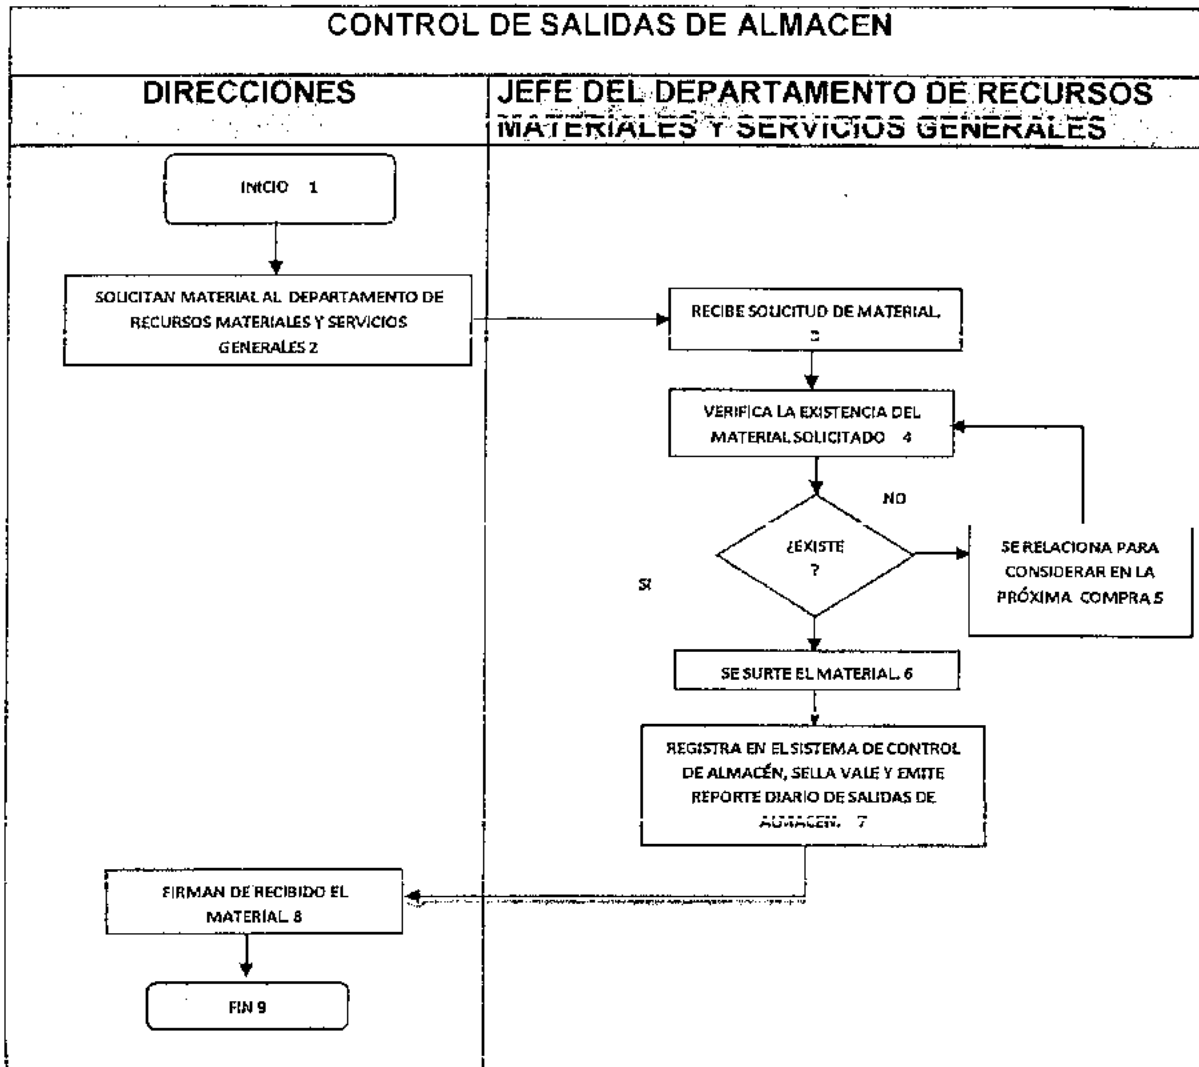 CONTROL DE SALIDAS DE ALMACEN
DIRECCIONES
JEFE DEL DEPARTAMENTO DE RECURSOS
MATERIALES Y SERVICIOS GENERALES
INICIO 1
SOLICITAN MATERIAL AL DEPARTAMENTO DE
RECURSOS MATERIALES Y SERVICIOS
GENERALES 2
RECIBE SOLICITUD DE MATERIAL.
3
VERIFICA LA EXISTENCIA DEL
MATERIAL SOLICITADO 4
NO
¿EXISTE
?
SI
SE RELACIONA PARA
CONSIDERAR EN LA
PRÓXIMA COMPRA 5
SE SURTE EL MATERIAL. 6
REGISTRA EN EL SISTEMA DE CONTROL
DE ALMACÉN, SELLA VALE Y EMITE
REPORTE DIARIO DE SALIDAS DE
ALMACEN. 7
FIRMAN DE RECIBIDO EL
MATERIAL. 8
FIN 9